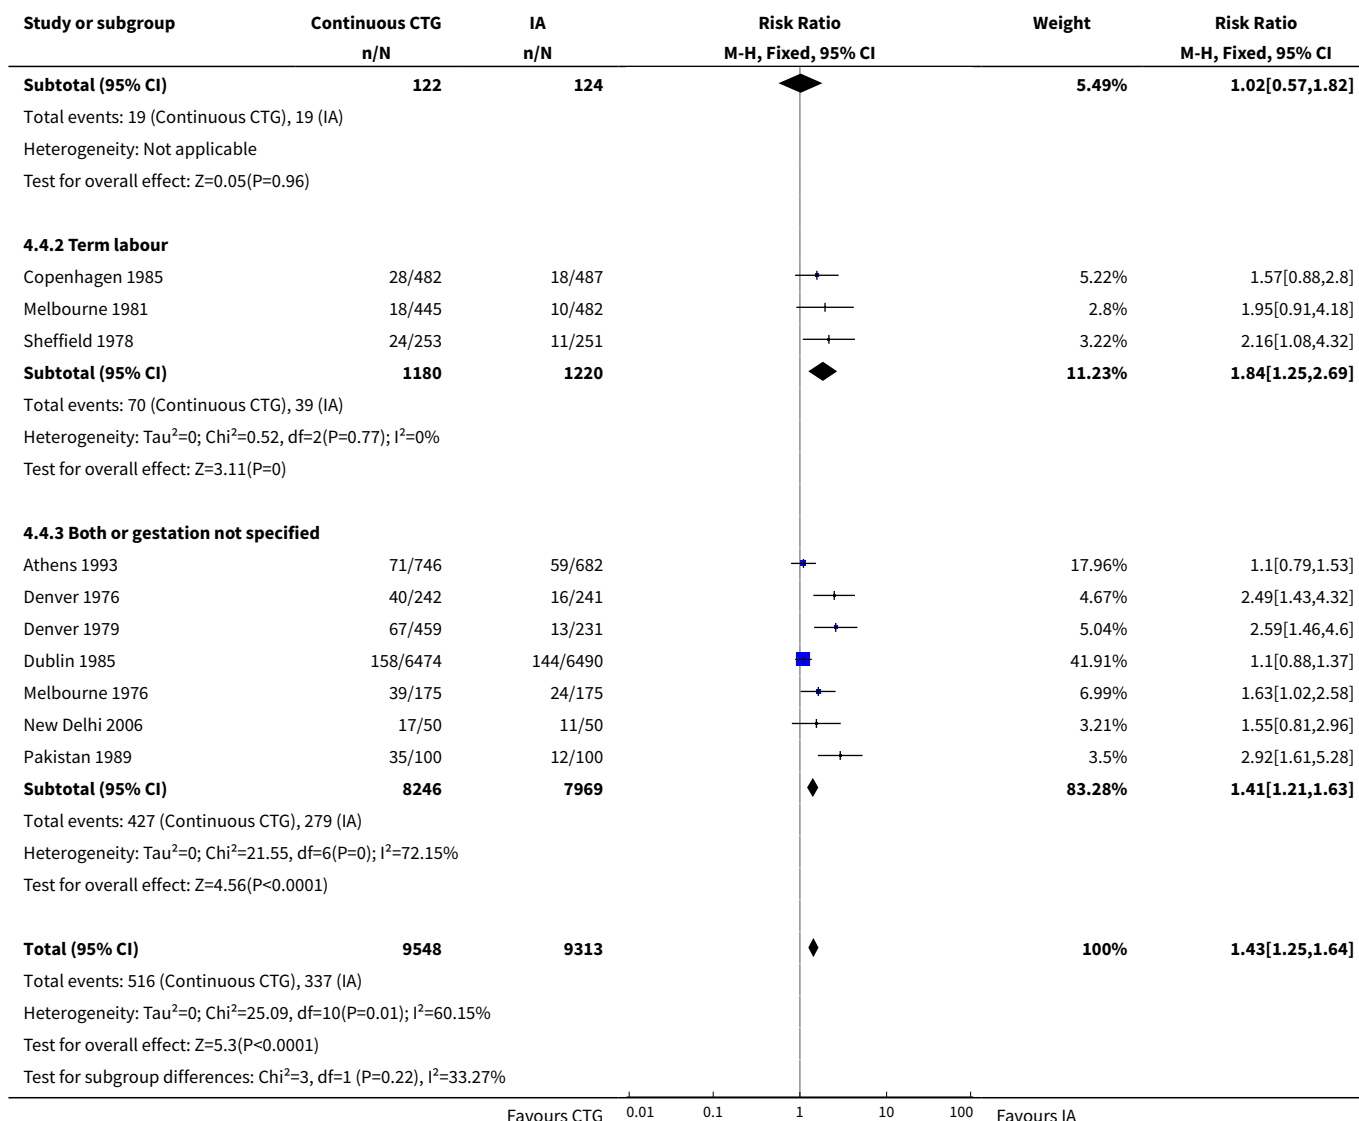 Study or subgroup Continuous CTG IA Risk Ratio Weight Risk Ratio
n/N n/N M-H, Fixed, 95% CI M-H, Fixed, 95% CI
Subtotal (95% CI) 122 124 5.49% 1.02[0.57,1.82]
Total events: 19 (Continuous CTG), 19 (IA)
Heterogeneity: Not applicable
Test for overall effect: Z=0.05(P=0.96)
4.4.2 Term labour
Copenhagen 1985 28/482 18/487 5.22% 1.57[0.88,2.8]
Melbourne 1981 18/445 10/482 2.8% 1.95[0.91,4.18]
Sheffield 1978 24/253 11/251 3.22% 2.16[1.08,4.32]
Subtotal (95% CI) 1180 1220 11.23% 1.84[1.25,2.69]
Total events: 70 (Continuous CTG), 39 (IA)
Heterogeneity: Tau²=0; Chi²=0.52, df=2(P=0.77); I²=0%
Test for overall effect: Z=3.11(P=0)
4.4.3 Both or gestation not specified
Athens 1993 71/746 59/682 17.96% 1.1[0.79,1.53]
Denver 1976 40/242 16/241 4.67% 2.49[1.43,4.32]
Denver 1979 67/459 13/231 5.04% 2.59[1.46,4.6]
Dublin 1985 158/6474 144/6490 41.91% 1.1[0.88,1.37]
Melbourne 1976 39/175 24/175 6.99% 1.63[1.02,2.58]
New Delhi 2006 17/50 11/50 3.21% 1.55[0.81,2.96]
Pakistan 1989 35/100 12/100 3.5% 2.92[1.61,5.28]
Subtotal (95% CI) 8246 7969 83.28% 1.41[1.21,1.63]
Total events: 427 (Continuous CTG), 279 (IA)
Heterogeneity: Tau²=0; Chi²=21.55, df=6(P=0); I²=72.15%
Test for overall effect: Z=4.56(P<0.0001)
Total (95% CI) 9548 9313 100% 1.43[1.25,1.64]
Total events: 516 (Continuous CTG), 337 (IA)
Heterogeneity: Tau²=0; Chi²=25.09, df=10(P=0.01); I²=60.15%
Test for overall effect: Z=5.3(P<0.0001)
Test for subgroup differences: Chi²=3, df=1 (P=0.22), I²=33.27%
Favours CTG 0.01 0.1 1 10 100 Favours IA